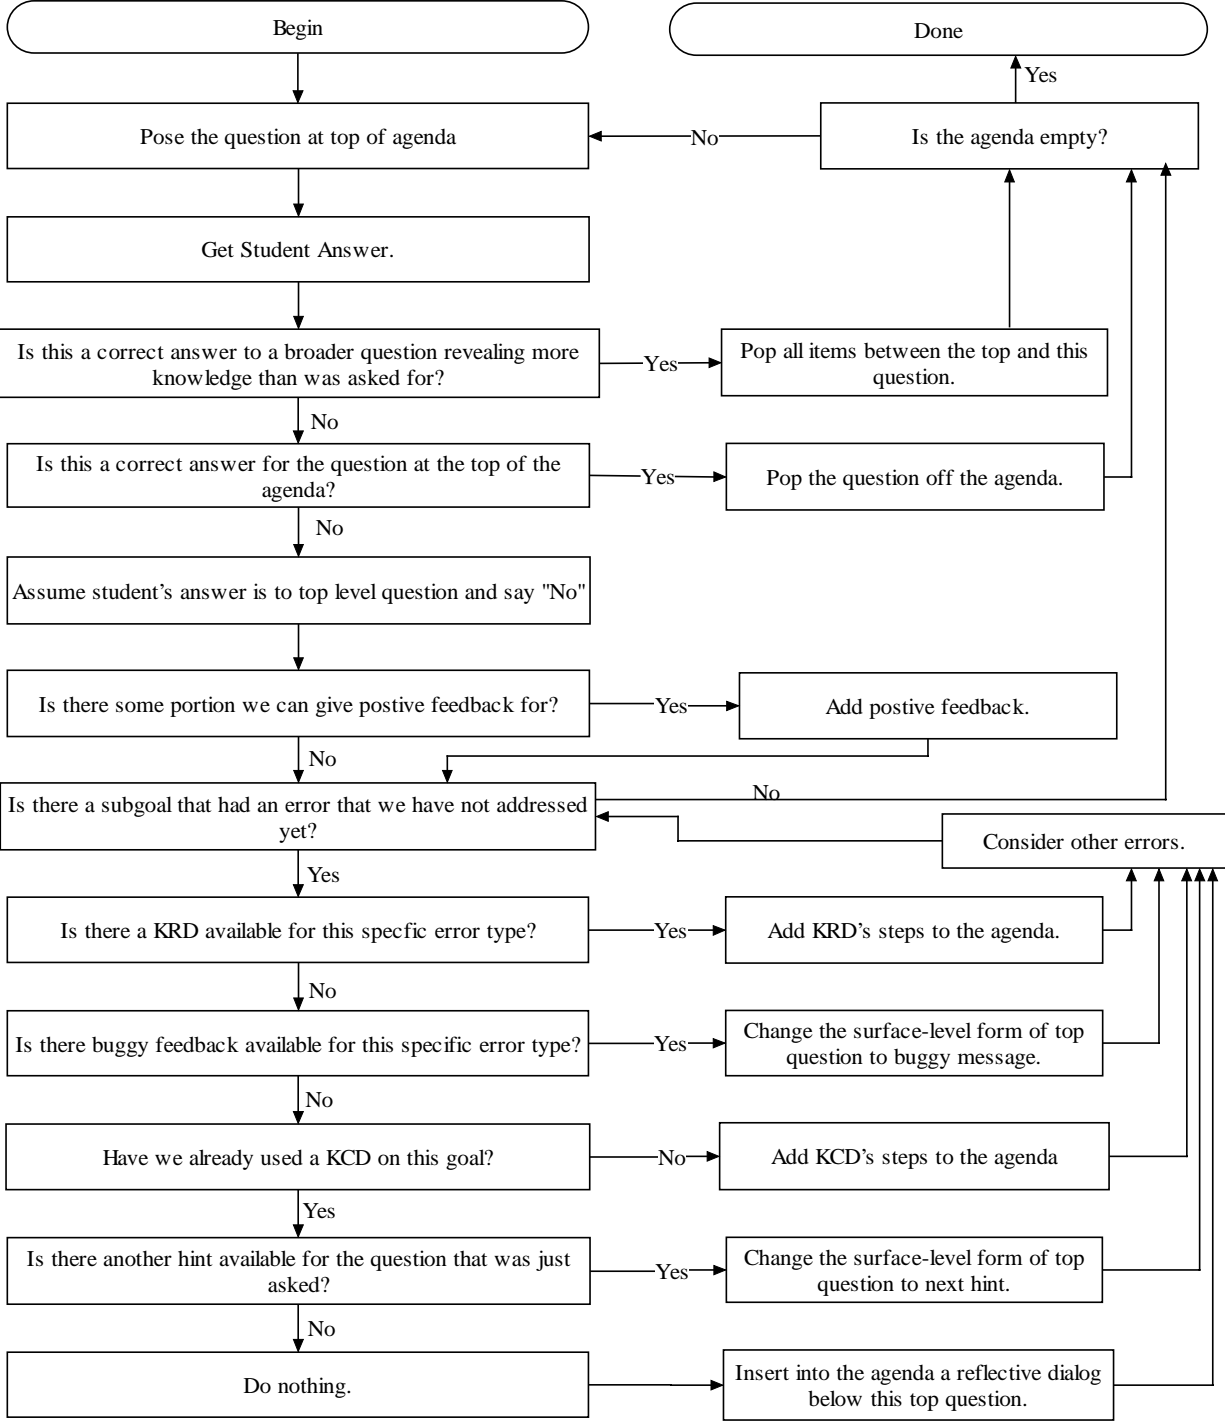 Begin
Done
Yes
Pose the question at top of agenda
No
Is the agenda empty?
Get Student Answer.
Is this a correct answer to a broader question revealing more
knowledge than was asked for?
Yes
Pop all items between the top and this
question.
No
Is this a correct answer for the question at the top of the
agenda?
Yes
Pop the question off the agenda.
No
Assume student’s answer is to top level question and say "No"
Is there some portion we can give postive feedback for?
Yes
Add postive feedback.
No
Is there a subgoal that had an error that we have not addressed
yet?
No
Consider other errors.
Yes
Is there a KRD available for this specfic error type?
Yes
Add KRD’s steps to the agenda.
No
Is there buggy feedback available for this specific error type?
Yes
Change the surface-level form of top
question to buggy message.
No
Have we already used a KCD on this goal?
No
Add KCD’s steps to the agenda
Yes
Is there another hint available for the question that was just
asked?
Yes
Change the surface-level form of top
question to next hint.
No
Do nothing.
Insert into the agenda a reflective dialog
below this top question.